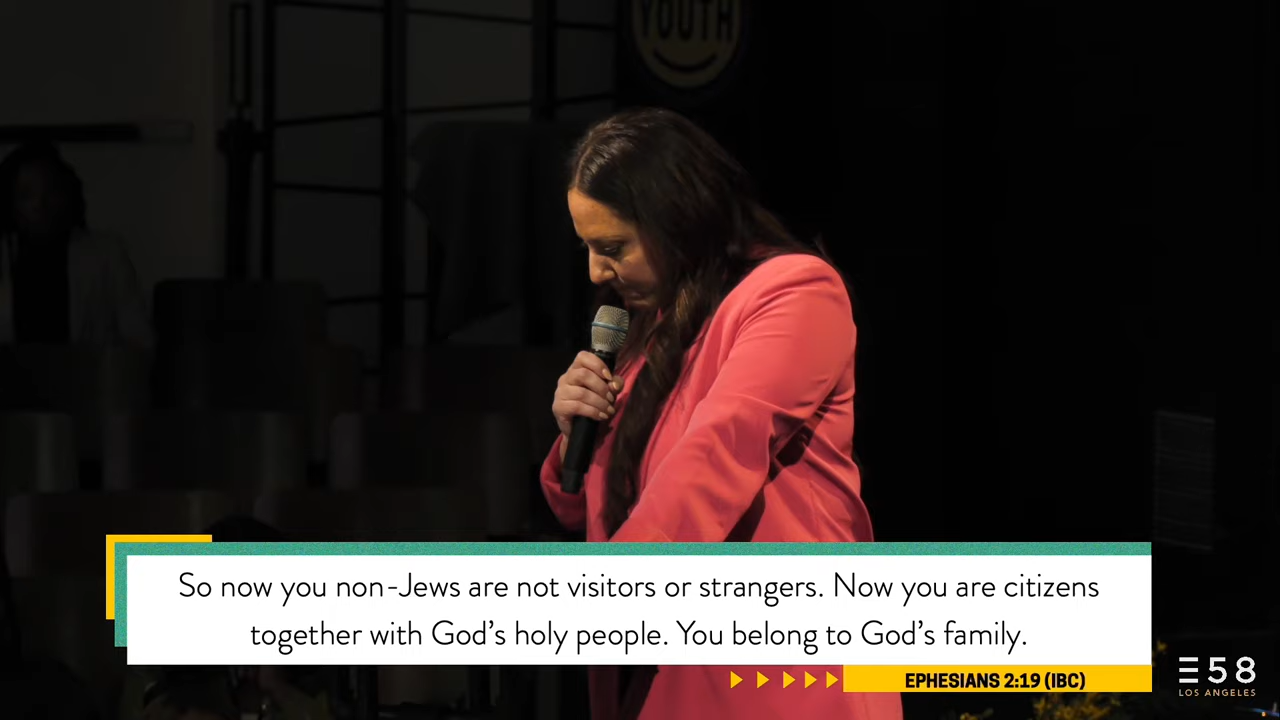 YOUTH
So now you non-Jews are not visitors or strangers. Now you are citizens
together with God's holy people. You belong to God's family.
EPHESIANS 2:19 (IBC)
E58
LOS ANGELES